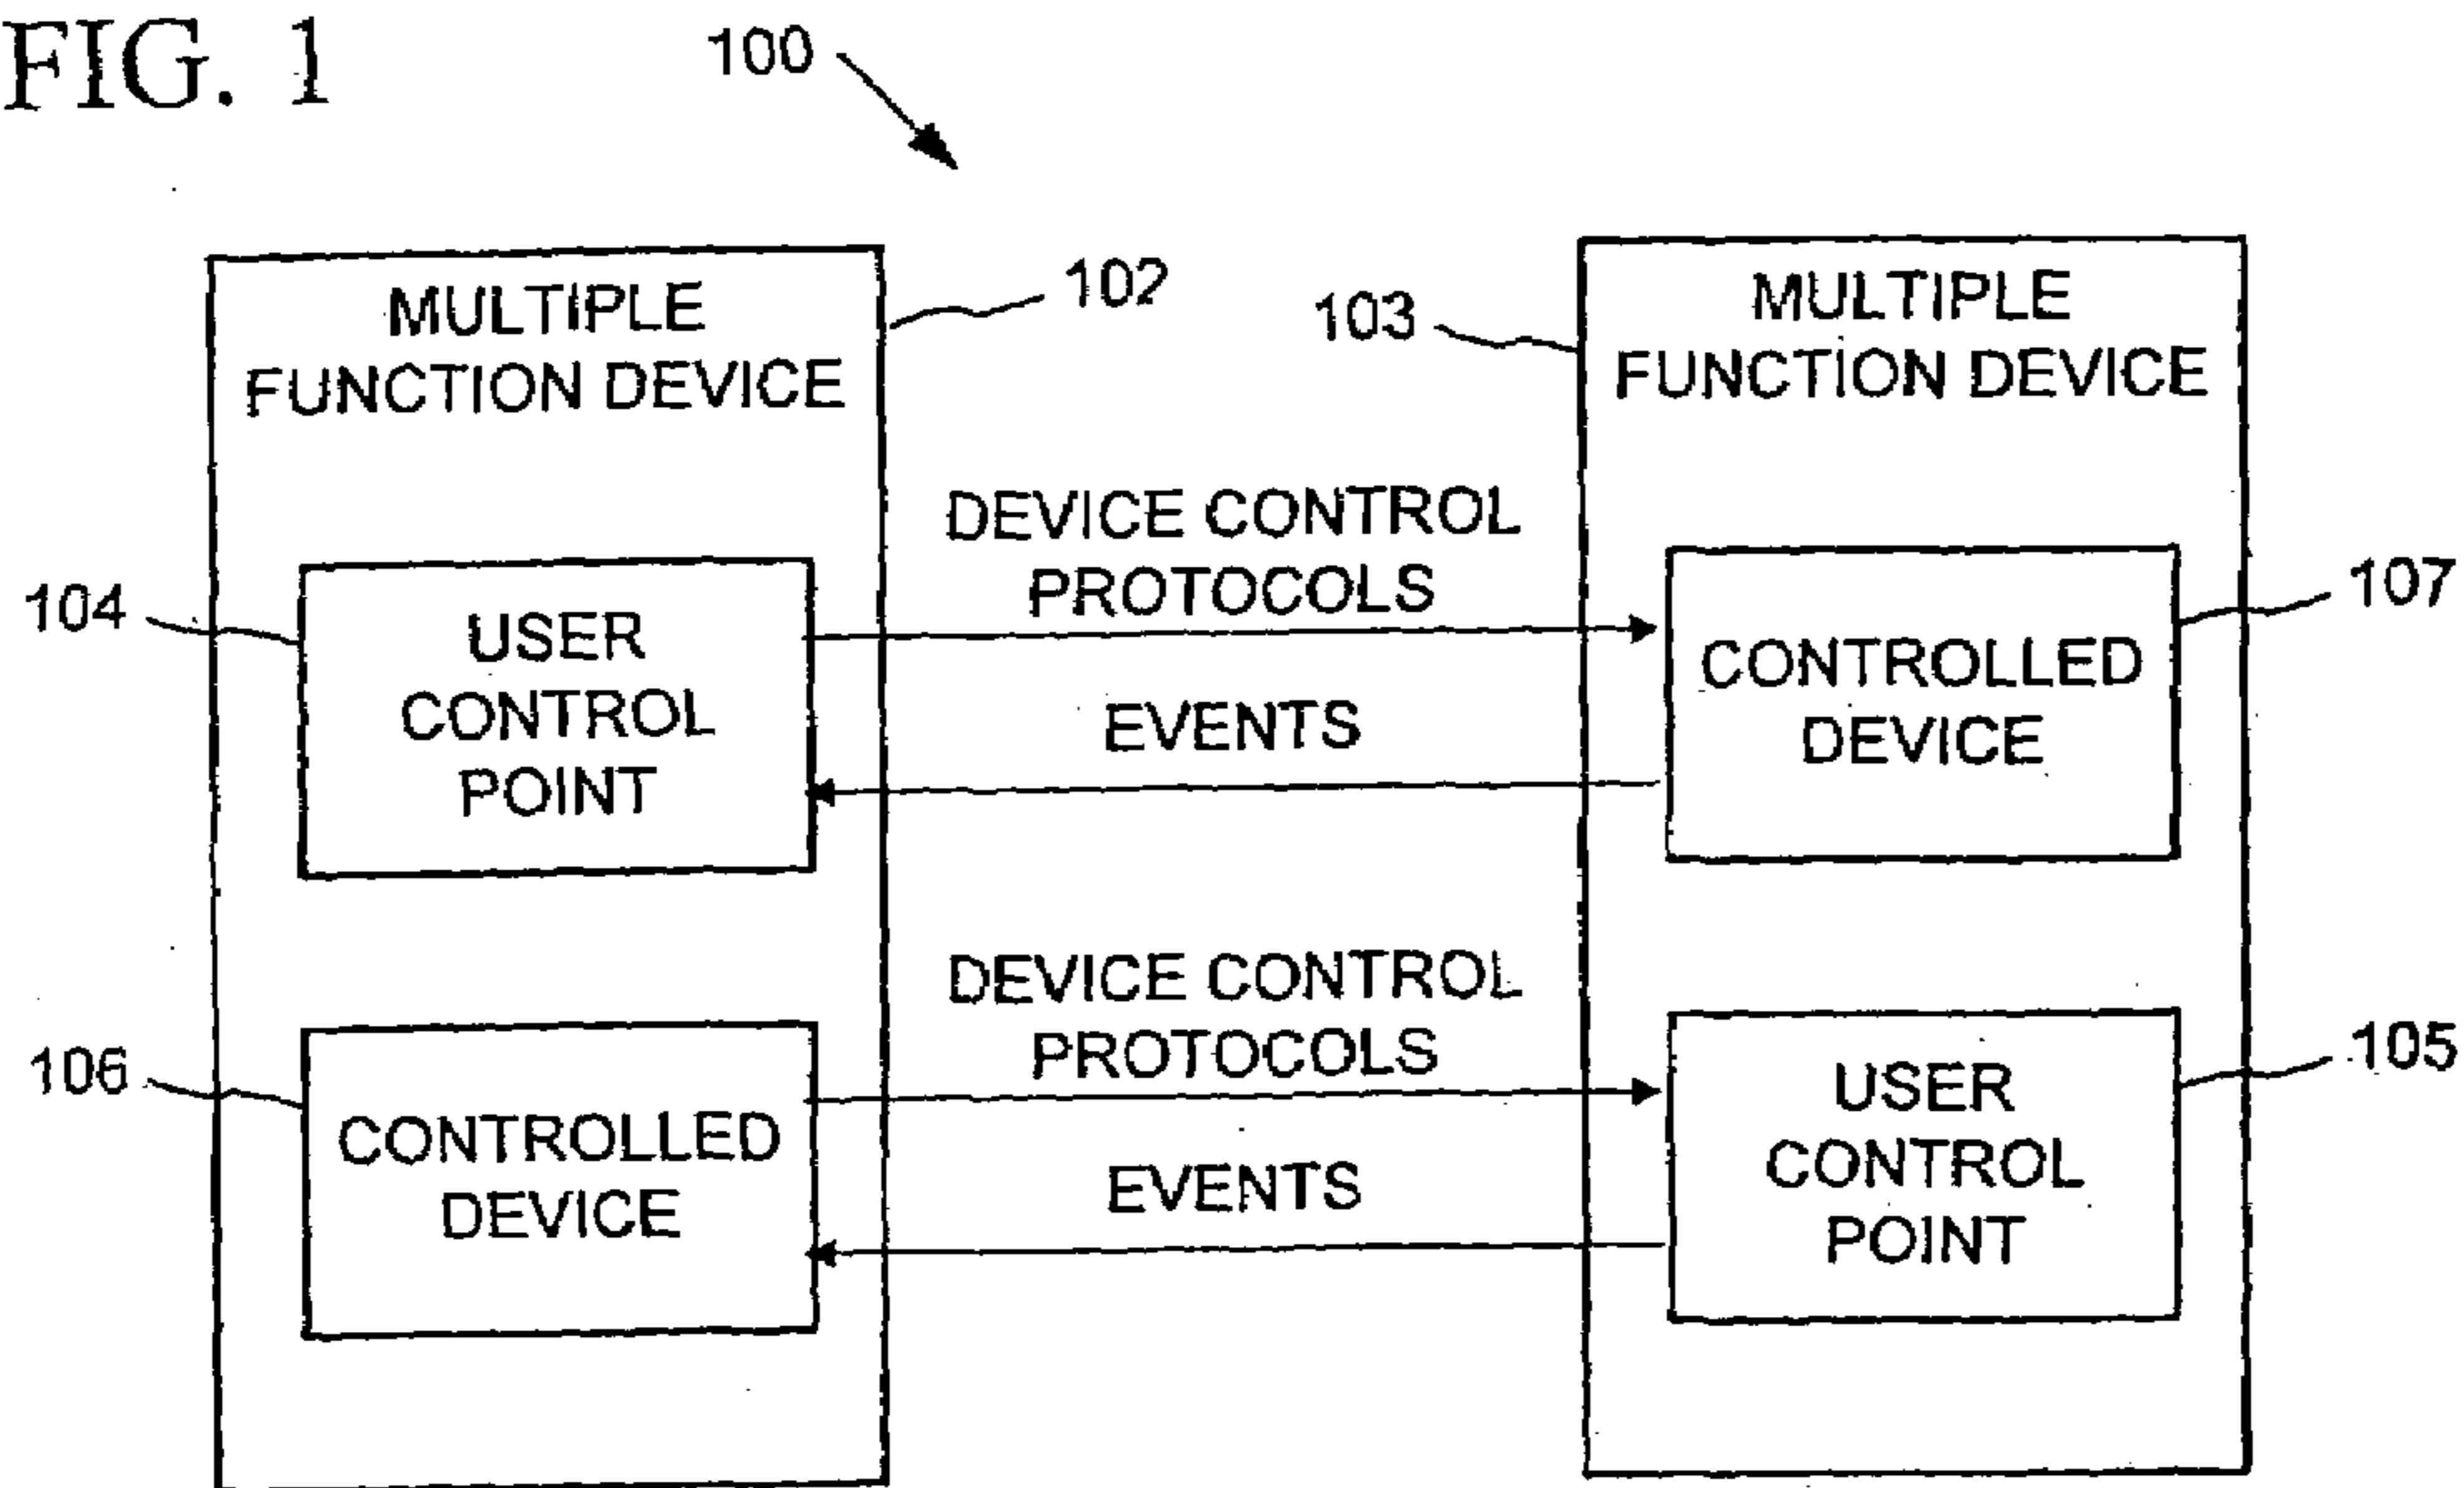 FIG. 1
100
MULTIPLE
FUNCTION DEVICE
102
103
MULTIPLE
FUNCTION DEVICE
DEVICE CONTROL
PROTOCOLS
104
USER
CONTROL
POINT
EVENTS
CONTROLLED
DEVICE
107
DEVICE CONTROL
PROTOCOLS
106
CONTROLLED
DEVICE
EVENTS
USER
CONTROL
POINT
105